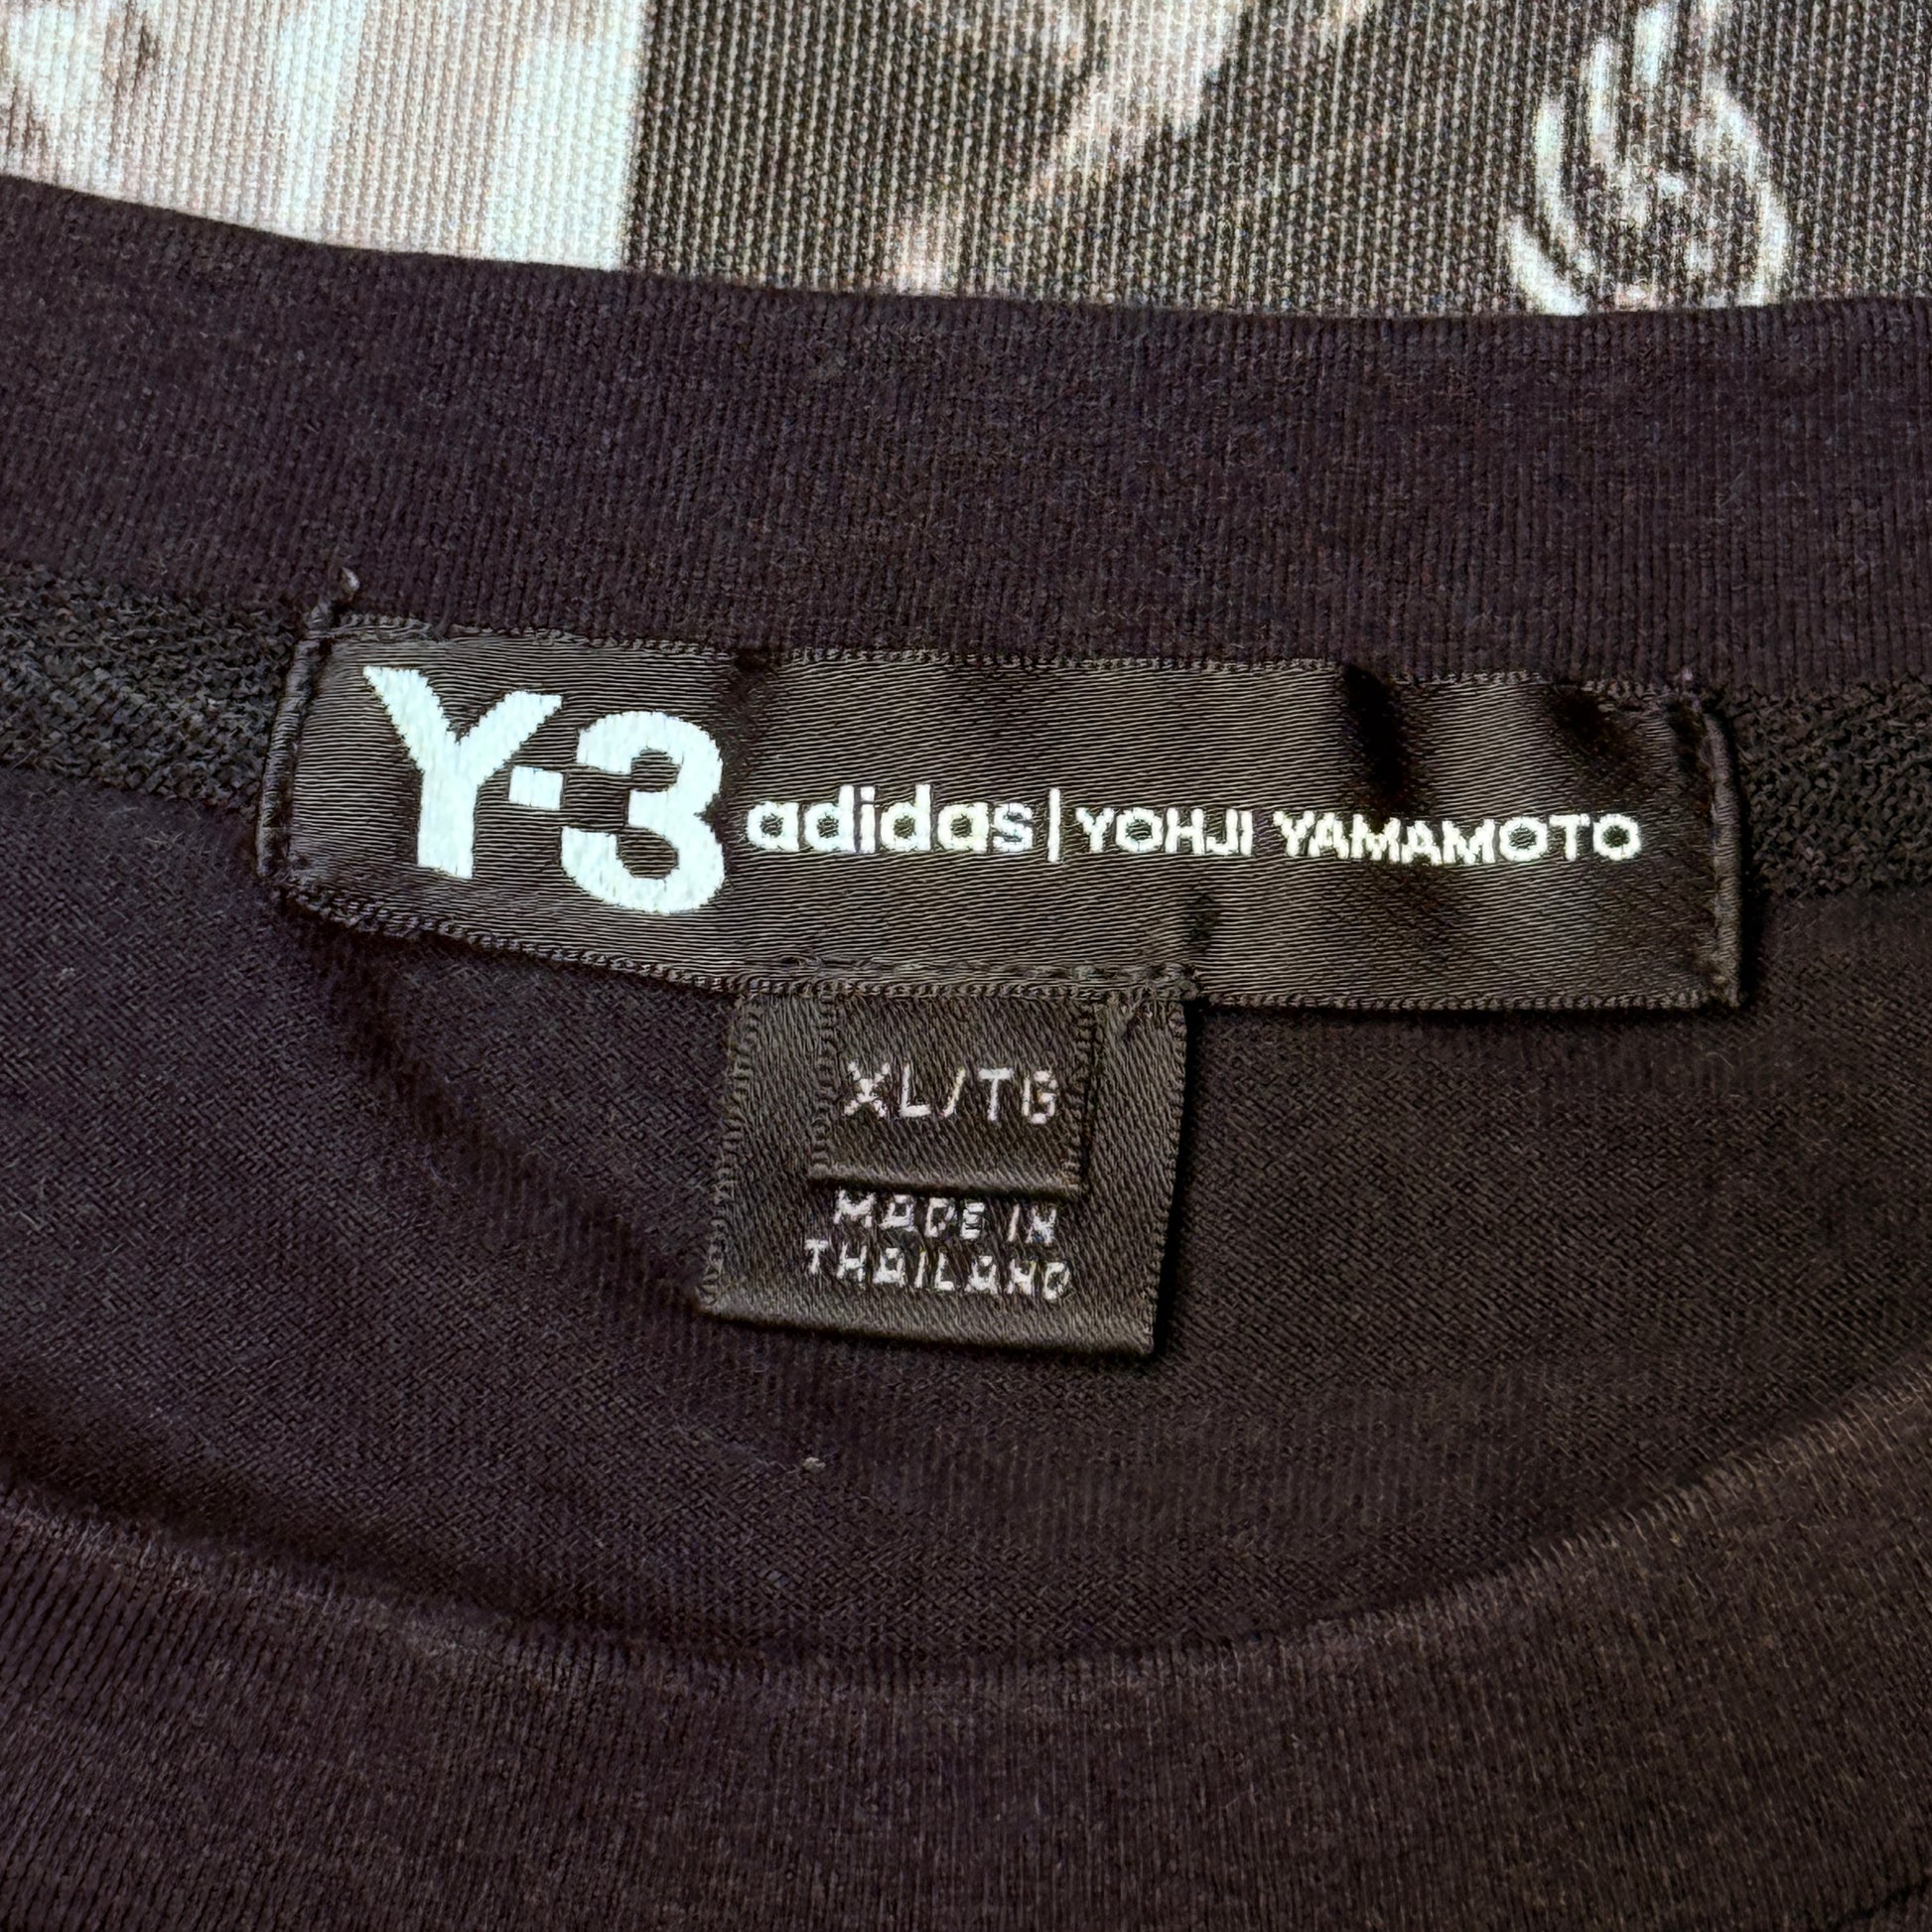 Y-3 adidas | YOHJI YAMAMOTO
XL/TG
MADE IN
THAILAND